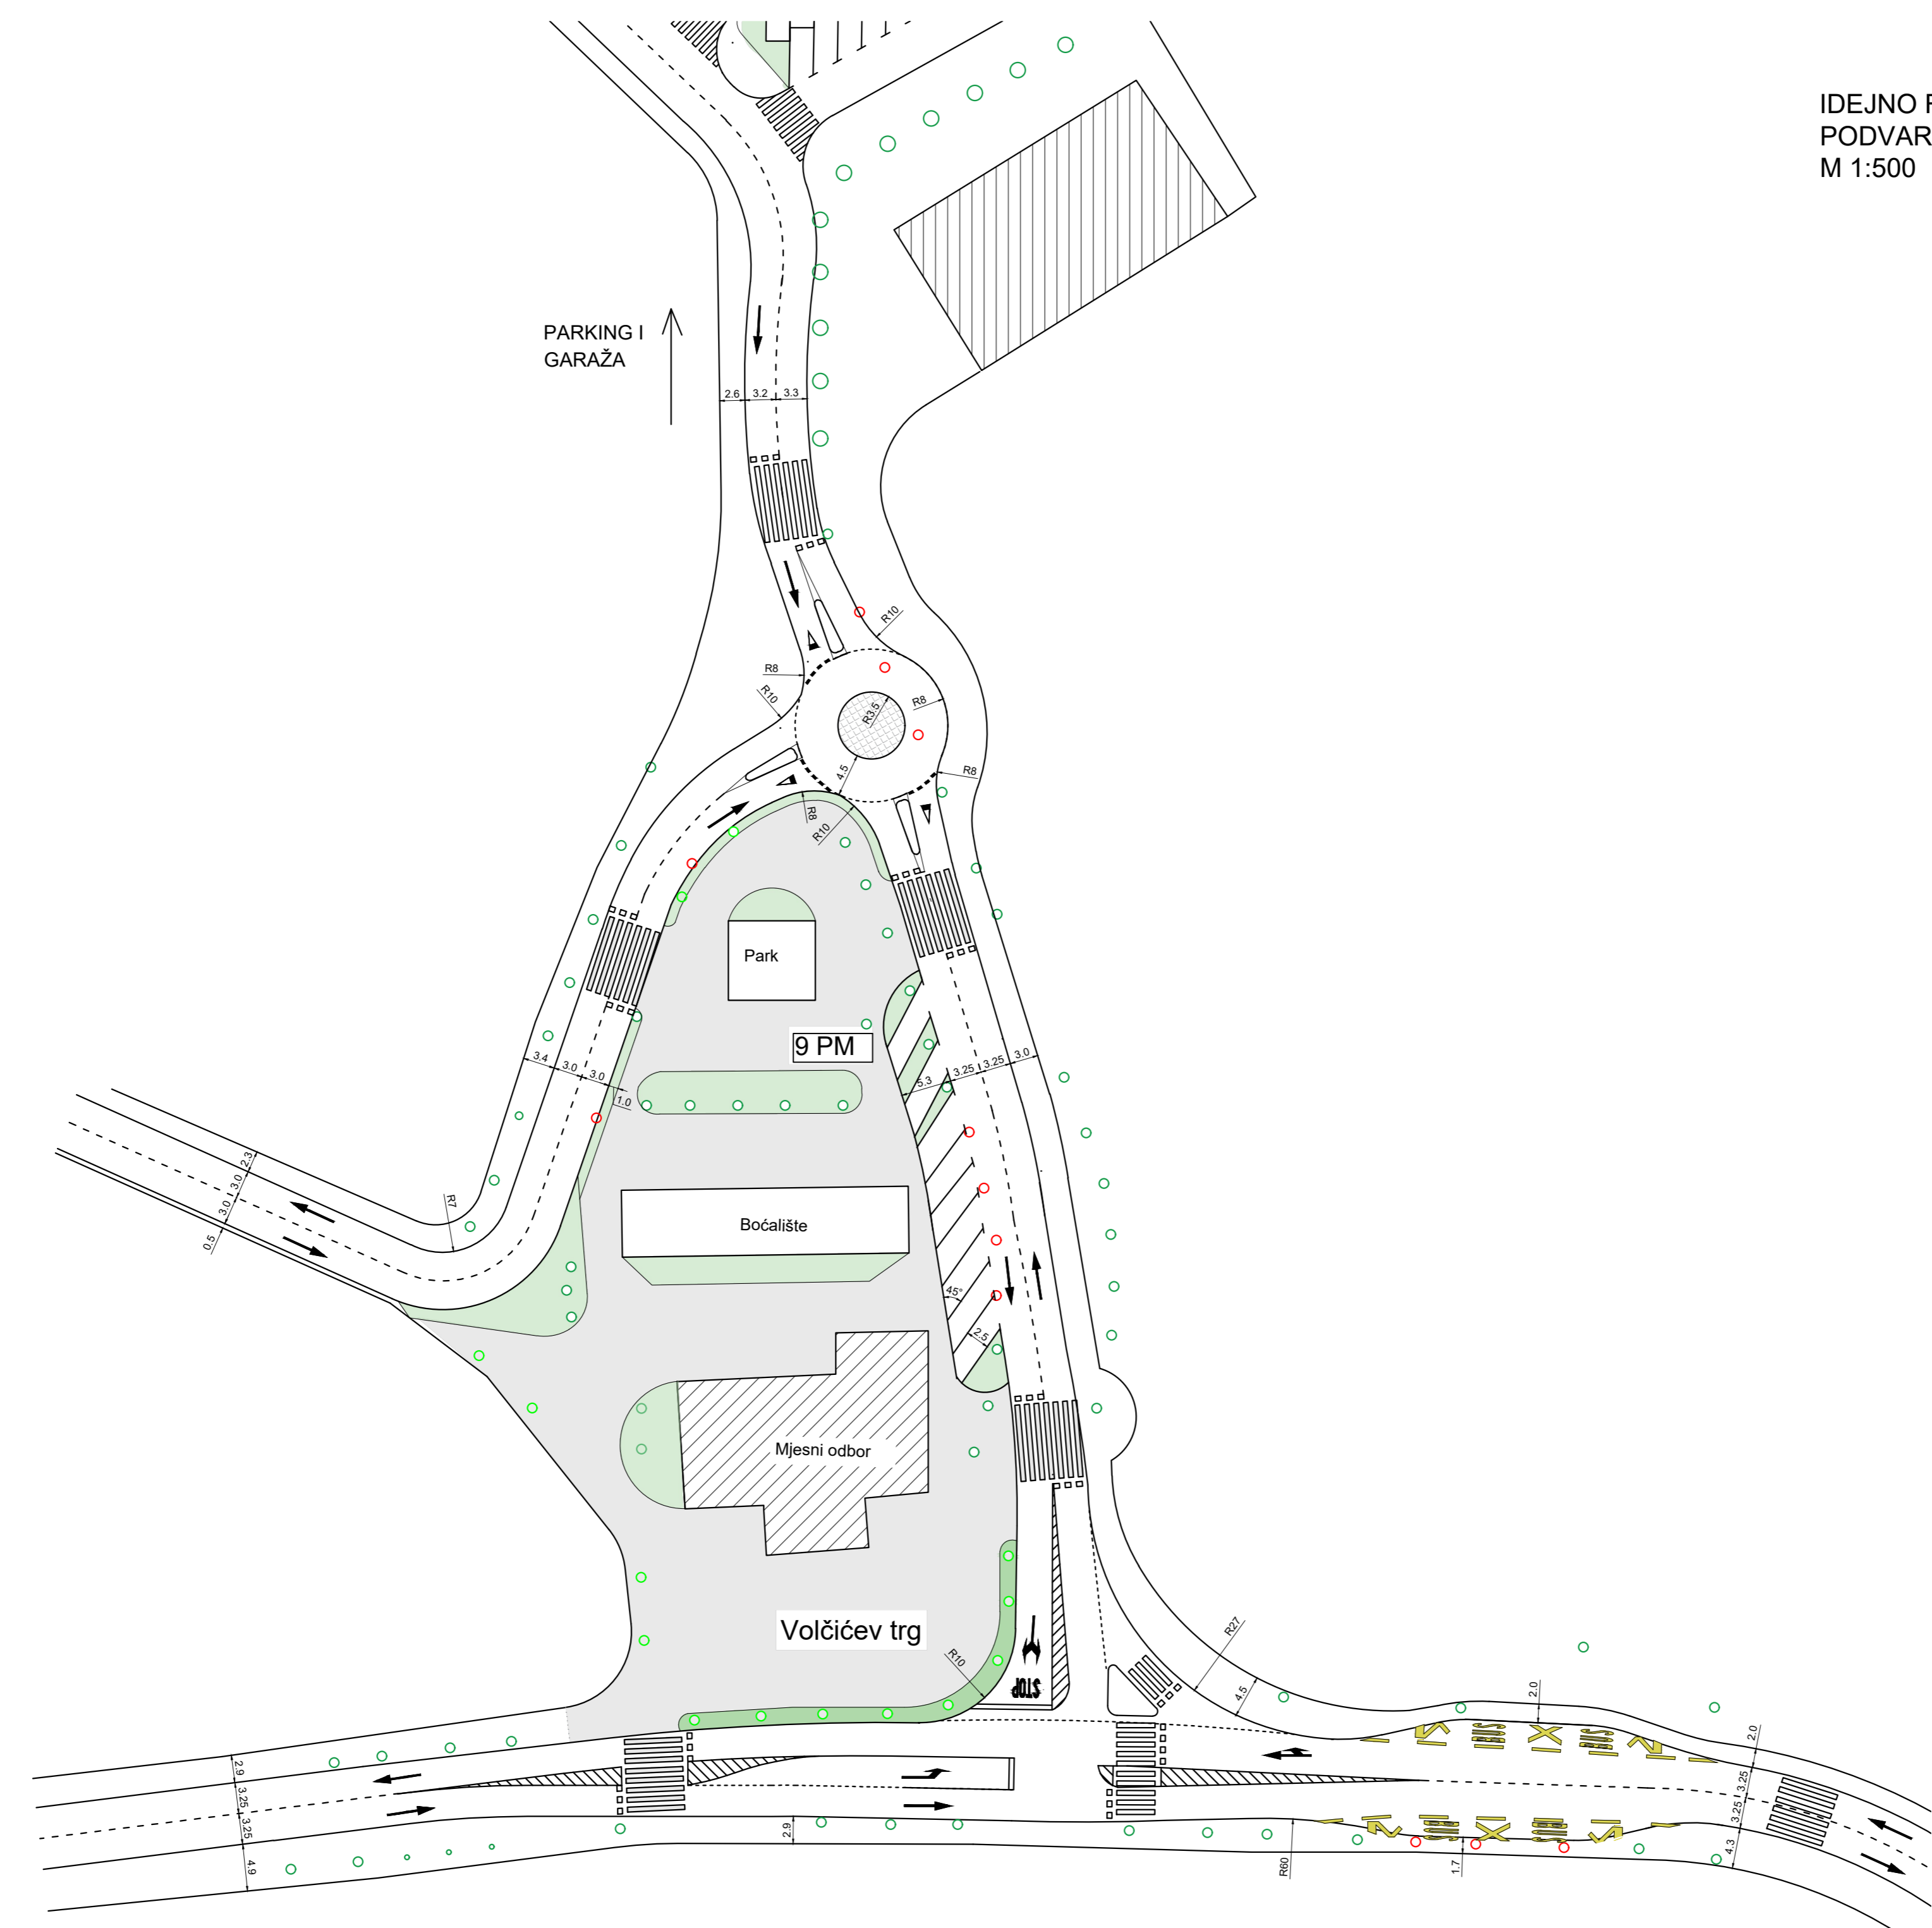 IDEJNO
PODVAR
M 1:500
PARKING I
GARAŽA
2.6
3.2
3.3
R10
R8
R10
R3.5
R8
4.5
R8
R8
R10
Park
9 PM
3.4
3.0
3.0
1.0
5.3
3.25
3.25
3.0
2.3
3.0
3.0
0.5
R7
Boćalište
45°
2.5
Mjesni odbor
Volčićev trg
R10
STOP
R27
4.5
2.0
2.0
2.9
3.25
3.25
4.9
2.9
R60
1.7
3.25
3.25
4.3